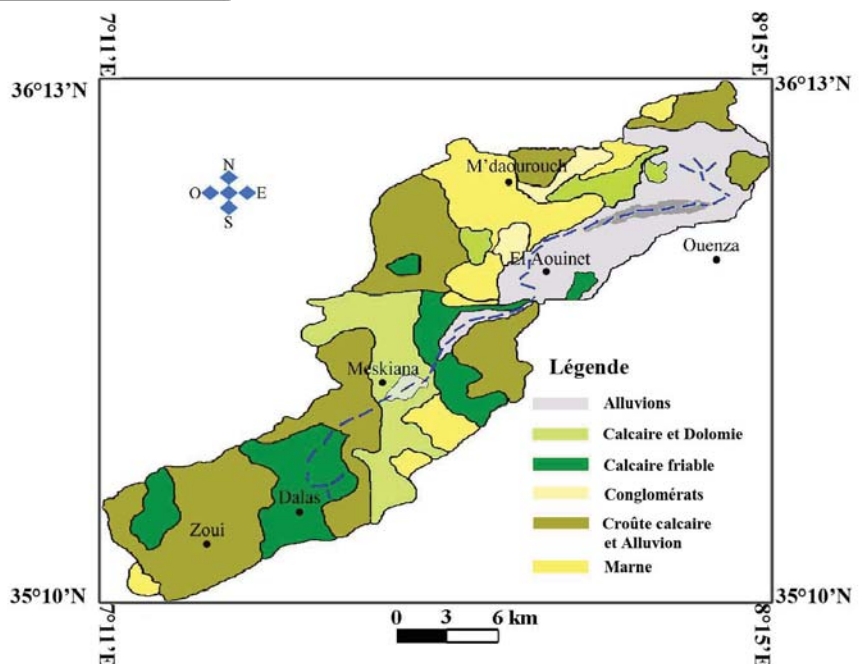 7°11'E
8°15'E
36°13'N
36°13'N
N
O
E
S
M'daourouch
Ouenza
El Aouinet
Meskiana
Dalas
Zoui
Légende
Alluvions
Calcaire et Dolomie
Calcaire friable
Conglomérats
Croûte calcaire
et Alluvion
Marne
35°10'N
35°10'N
7°11'E
8°15'E
0 3 6 km